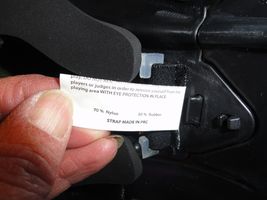 players or judges in order to remove yourself from the
playing area WITH EYE PROTECTION IN PLACE
70 % Nylon 30 % Rubber
STRAP MADE IN PRC